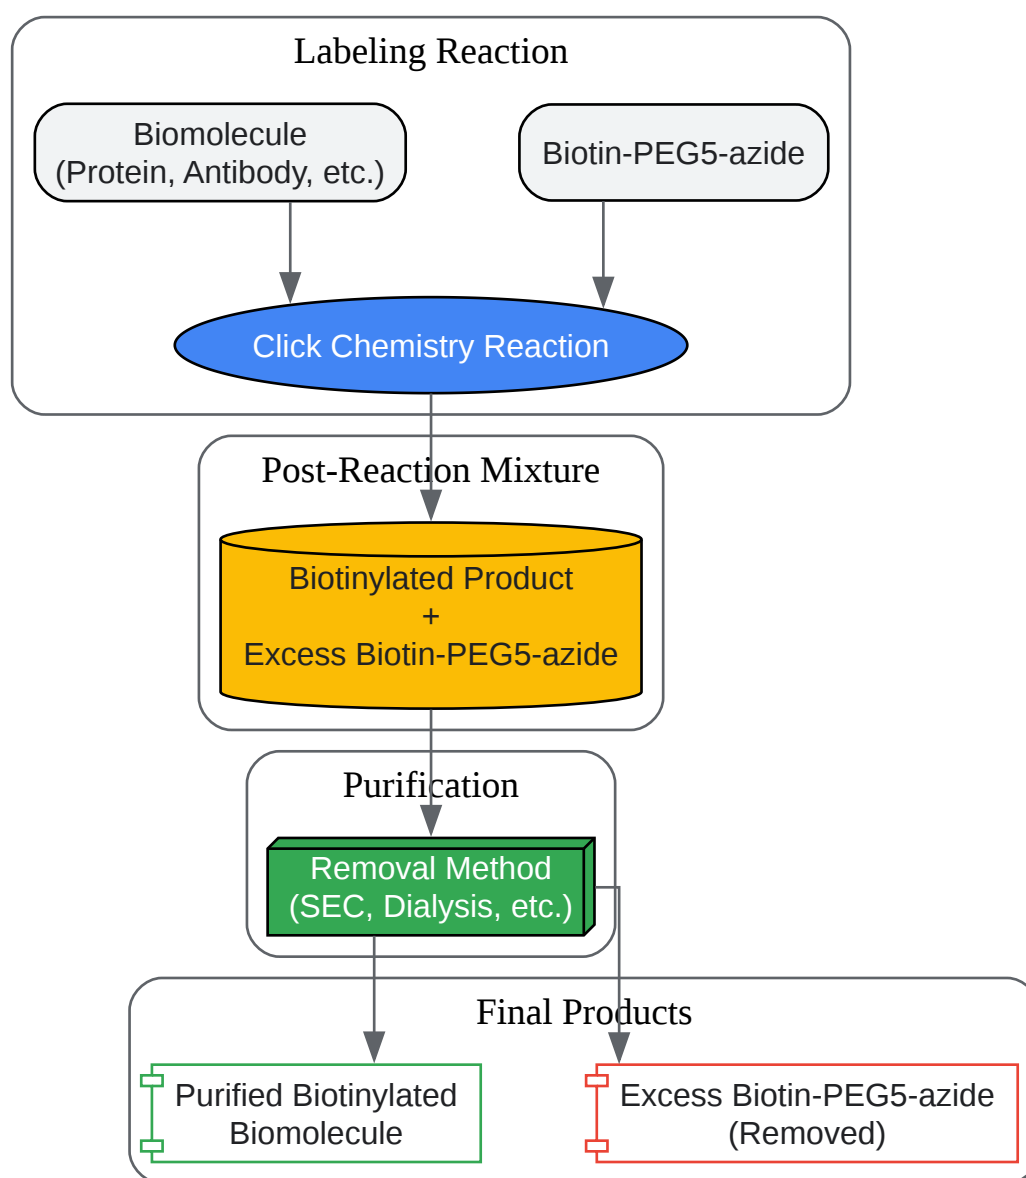 Labeling Reaction
Biomolecule
(Protein, Antibody, etc.)
Biotin-PEG5-azide
Click Chemistry Reaction
Post-Reaction Mixture
Biotinylated Product
+
Excess Biotin-PEG5-azide
Purification
Removal Method
(SEC, Dialysis, etc.)
Final Products
Purified Biotinylated
Biomolecule
Excess Biotin-PEG5-azide
(Removed)